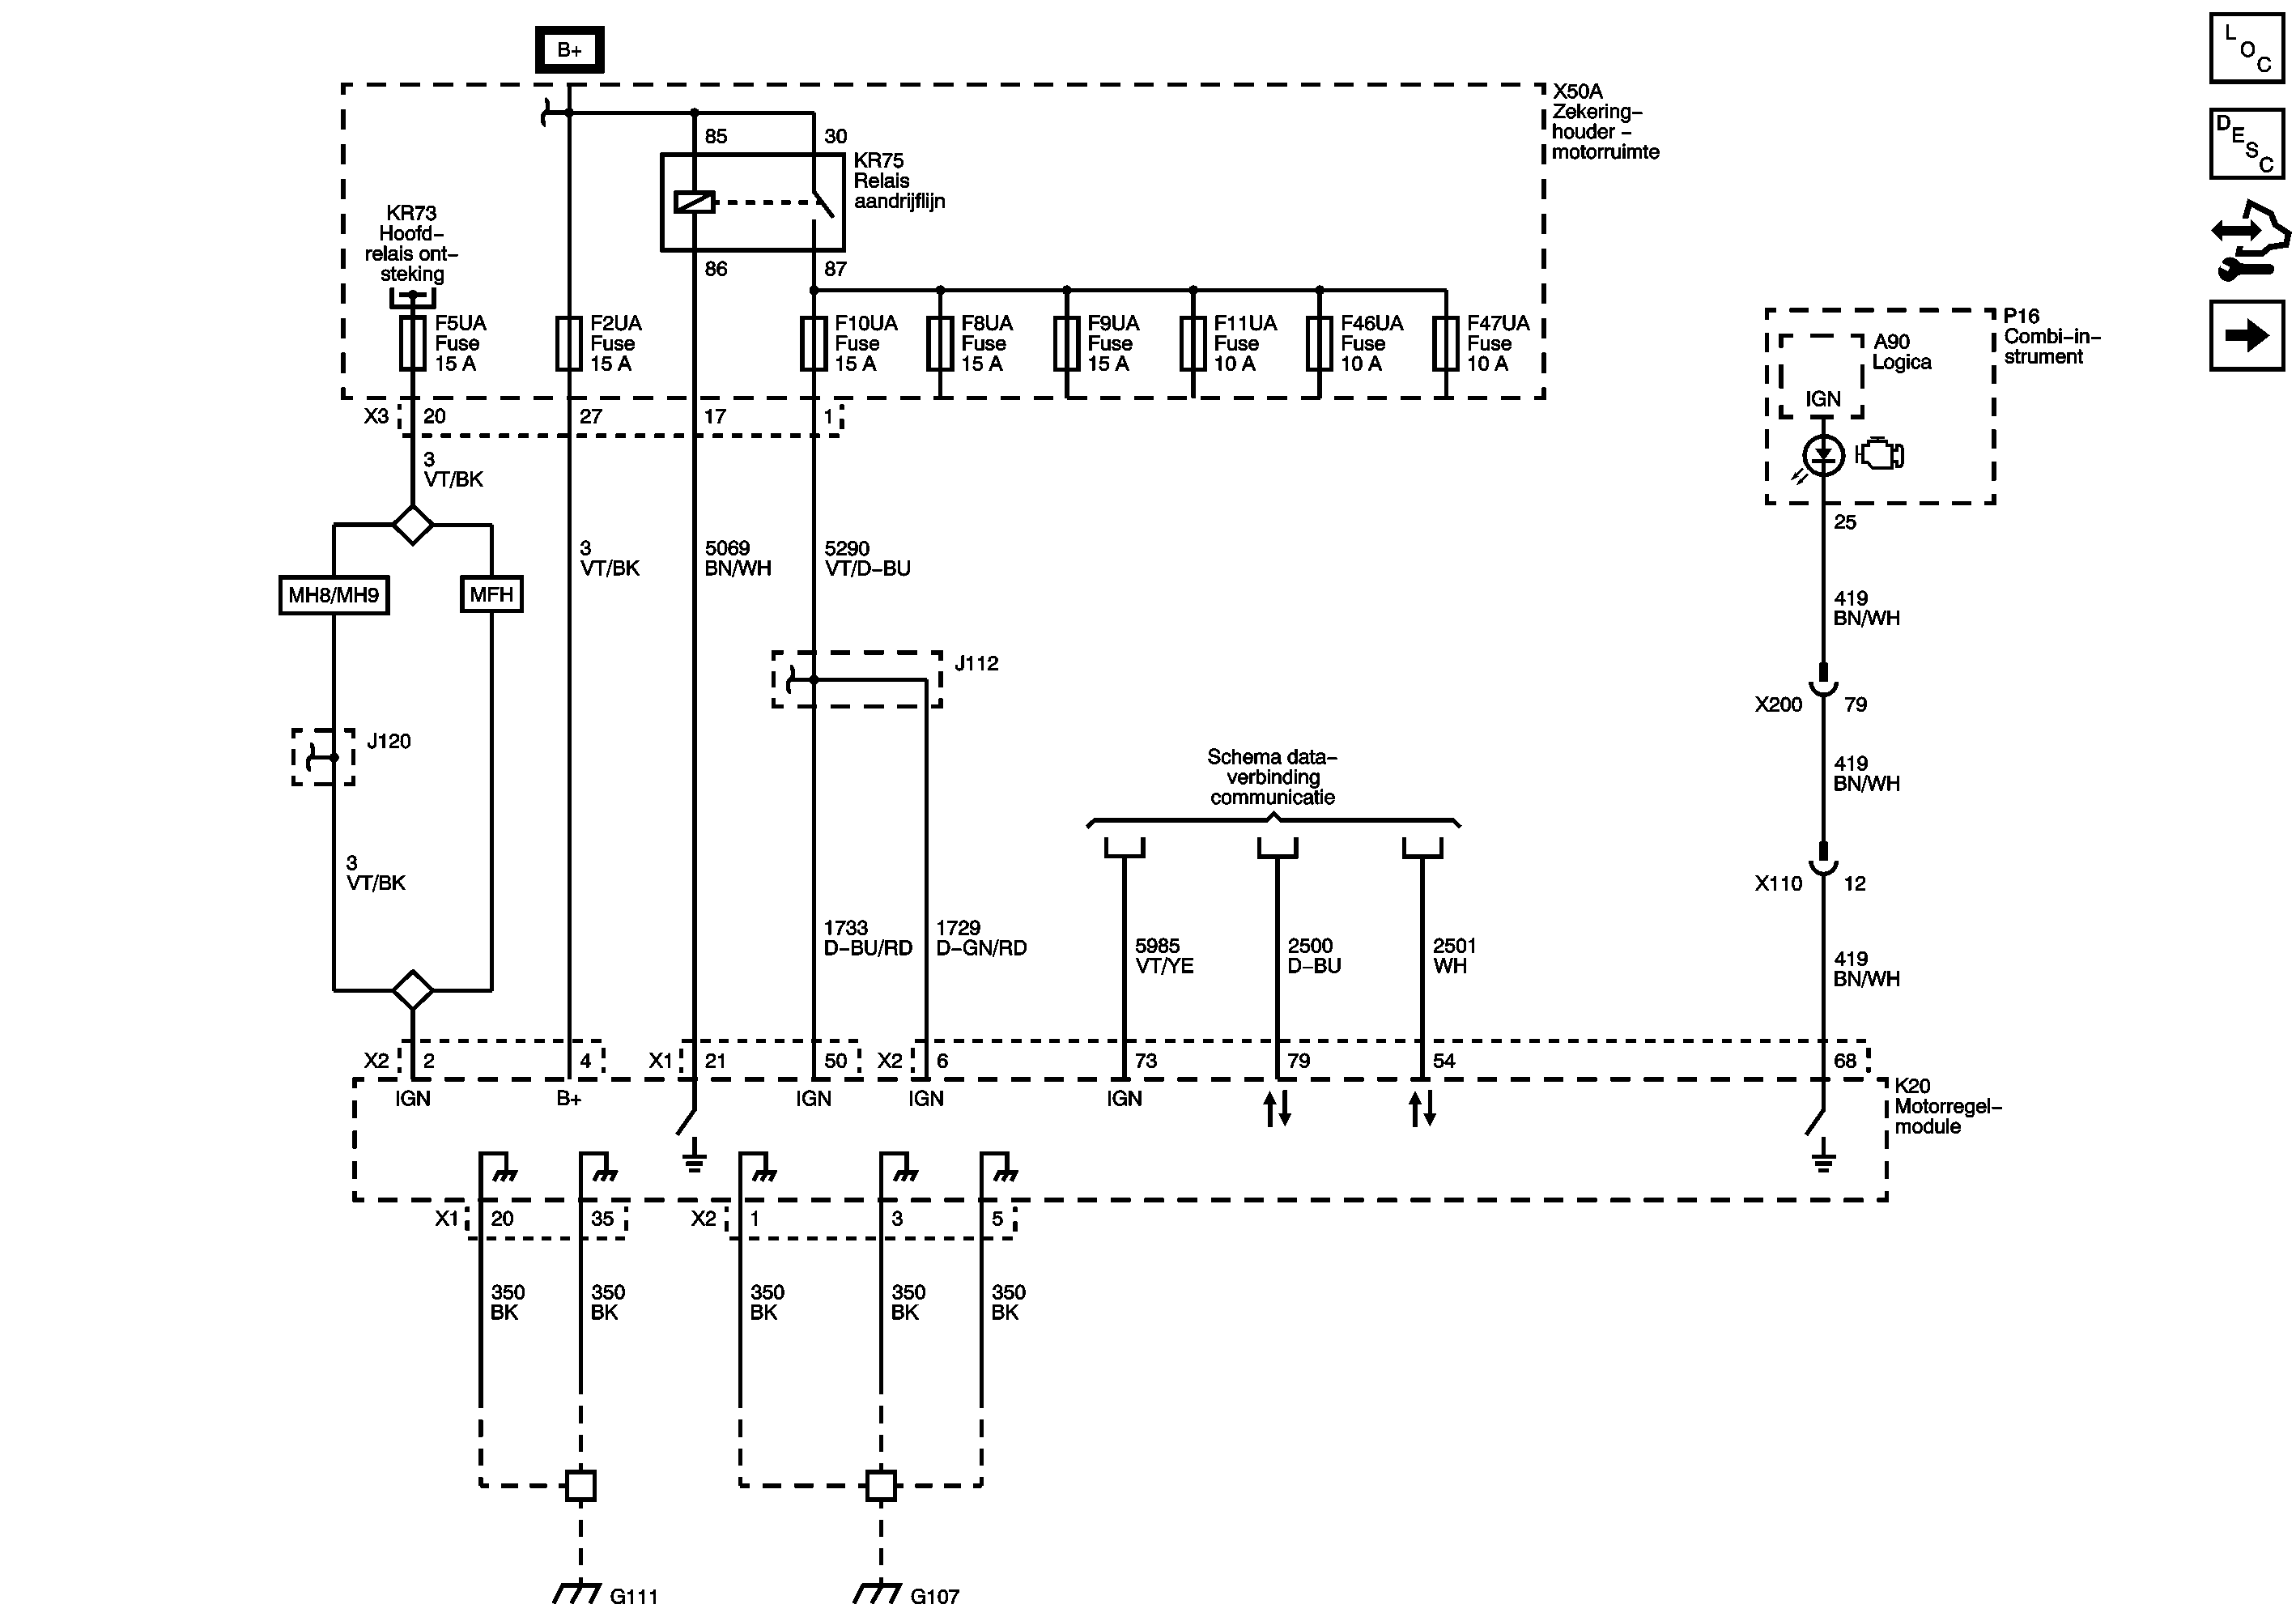 B+
L
O
C
D
E
S
C
X50A
Zekering-
houder -
motorruimte
85
30
KR75
Relais
aandrijflijn
86
87
KR73
Hoofd-
relais ont-
steking
F5UA
Fuse
15 A
F2UA
Fuse
15 A
F10UA
Fuse
15 A
F8UA
Fuse
15 A
F9UA
Fuse
15 A
F11UA
Fuse
10 A
F46UA
Fuse
10 A
F47UA
Fuse
10 A
P16
Combi-in-
strument
A90
Logica
IGN
X3
20
27
17
1
3
VT/BK
25
3
VT/BK
5069
BN/WH
5290
VT/D-BU
MH8/MH9
MFH
419
BN/WH
J112
X200
79
J120
Schema data-
verbinding
communicatie
419
BN/WH
3
VT/BK
X110
12
1733
D-BU/RD
1729
D-GN/RD
5985
VT/YE
2500
D-BU
2501
WH
419
BN/WH
X2
2
4
X1
21
50
X2
6
73
79
54
68
IGN
B+
IGN
IGN
IGN
K20
Motorregel-
module
X1
20
35
X2
1
3
5
350
BK
350
BK
350
BK
350
BK
350
BK
G111
G107